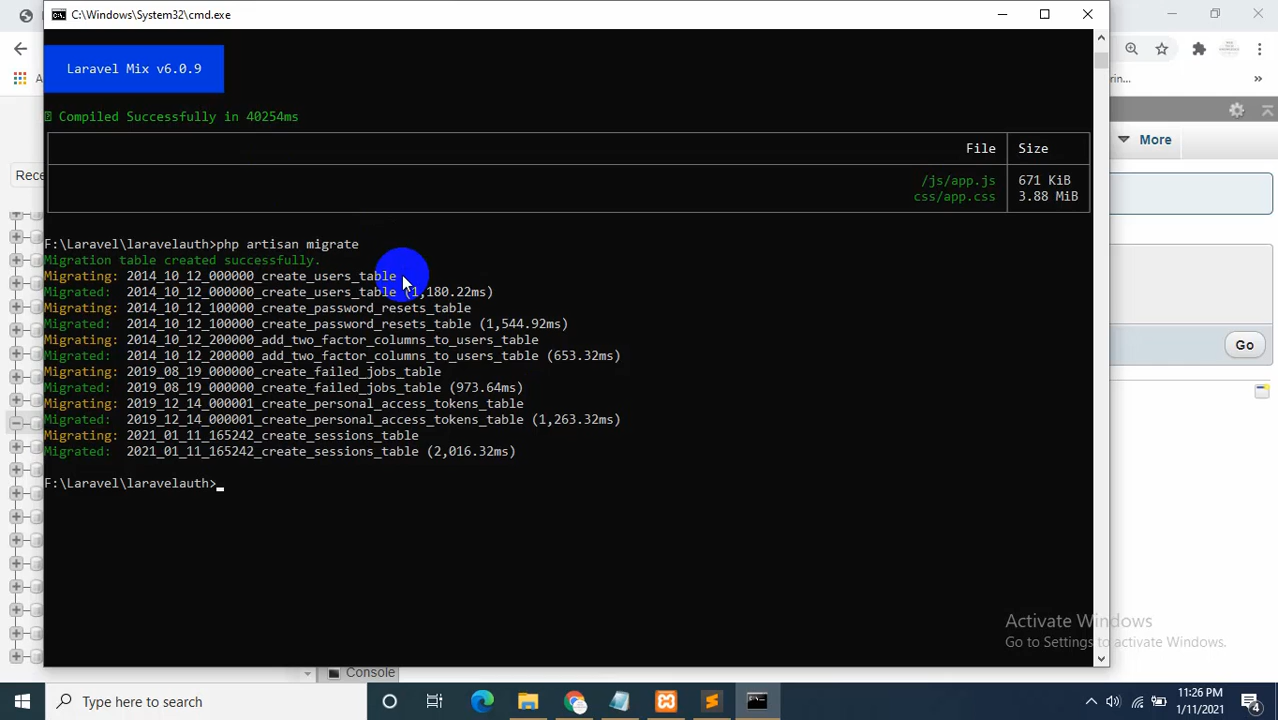 C:\Windows\System32\cmd.exe
Laravel Mix v6.0.9
Compiled Successfully in 40254ms
File Size
/js/app.js 671 KiB
css/app.css 3.88 MiB
F:\Laravel\laravelauth>php artisan migrate
Migration table created successfully.
Migrating: 2014_10_12_000000_create_users_table
Migrated: 2014_10_12_000000_create_users_table (1,180.22ms)
Migrating: 2014_10_12_100000_create_password_resets_table
Migrated: 2014_10_12_100000_create_password_resets_table (1,544.92ms)
Migrating: 2014_10_12_200000_add_two_factor_columns_to_users_table
Migrated: 2014_10_12_200000_add_two_factor_columns_to_users_table (653.32ms)
Migrating: 2019_08_19_000000_create_failed_jobs_table
Migrated: 2019_08_19_000000_create_failed_jobs_table (973.64ms)
Migrating: 2019_12_14_000001_create_personal_access_tokens_table
Migrated: 2019_12_14_000001_create_personal_access_tokens_table (1,263.32ms)
Migrating: 2021_01_11_165242_create_sessions_table
Migrated: 2021_01_11_165242_create_sessions_table (2,016.32ms)
F:\Laravel\laravelauth>
More
Rece
Go
Activate Windows
Go to Settings to activate Windows.
Console
Type here to search
11:26 PM
1/11/2021
4